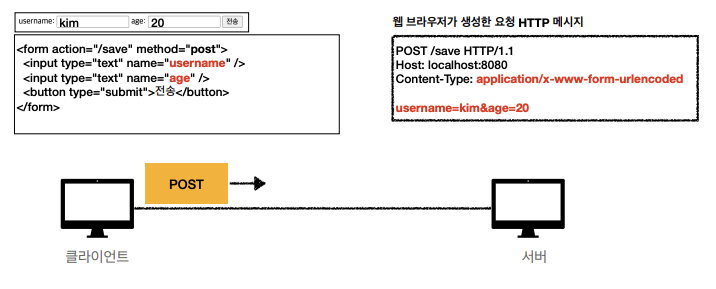 username: kim age: 20 전송
<form action="/save" method="post">
<input type="text" name="username" />
<input type="text" name="age" />
<button type="submit">전송</button>
</form>
웹 브라우저가 생성한 요청 HTTP 메시지
POST /save HTTP/1.1
Host: localhost:8080
Content-Type: application/x-www-form-urlencoded
username=kim&age=20
POST
클라이언트
서버